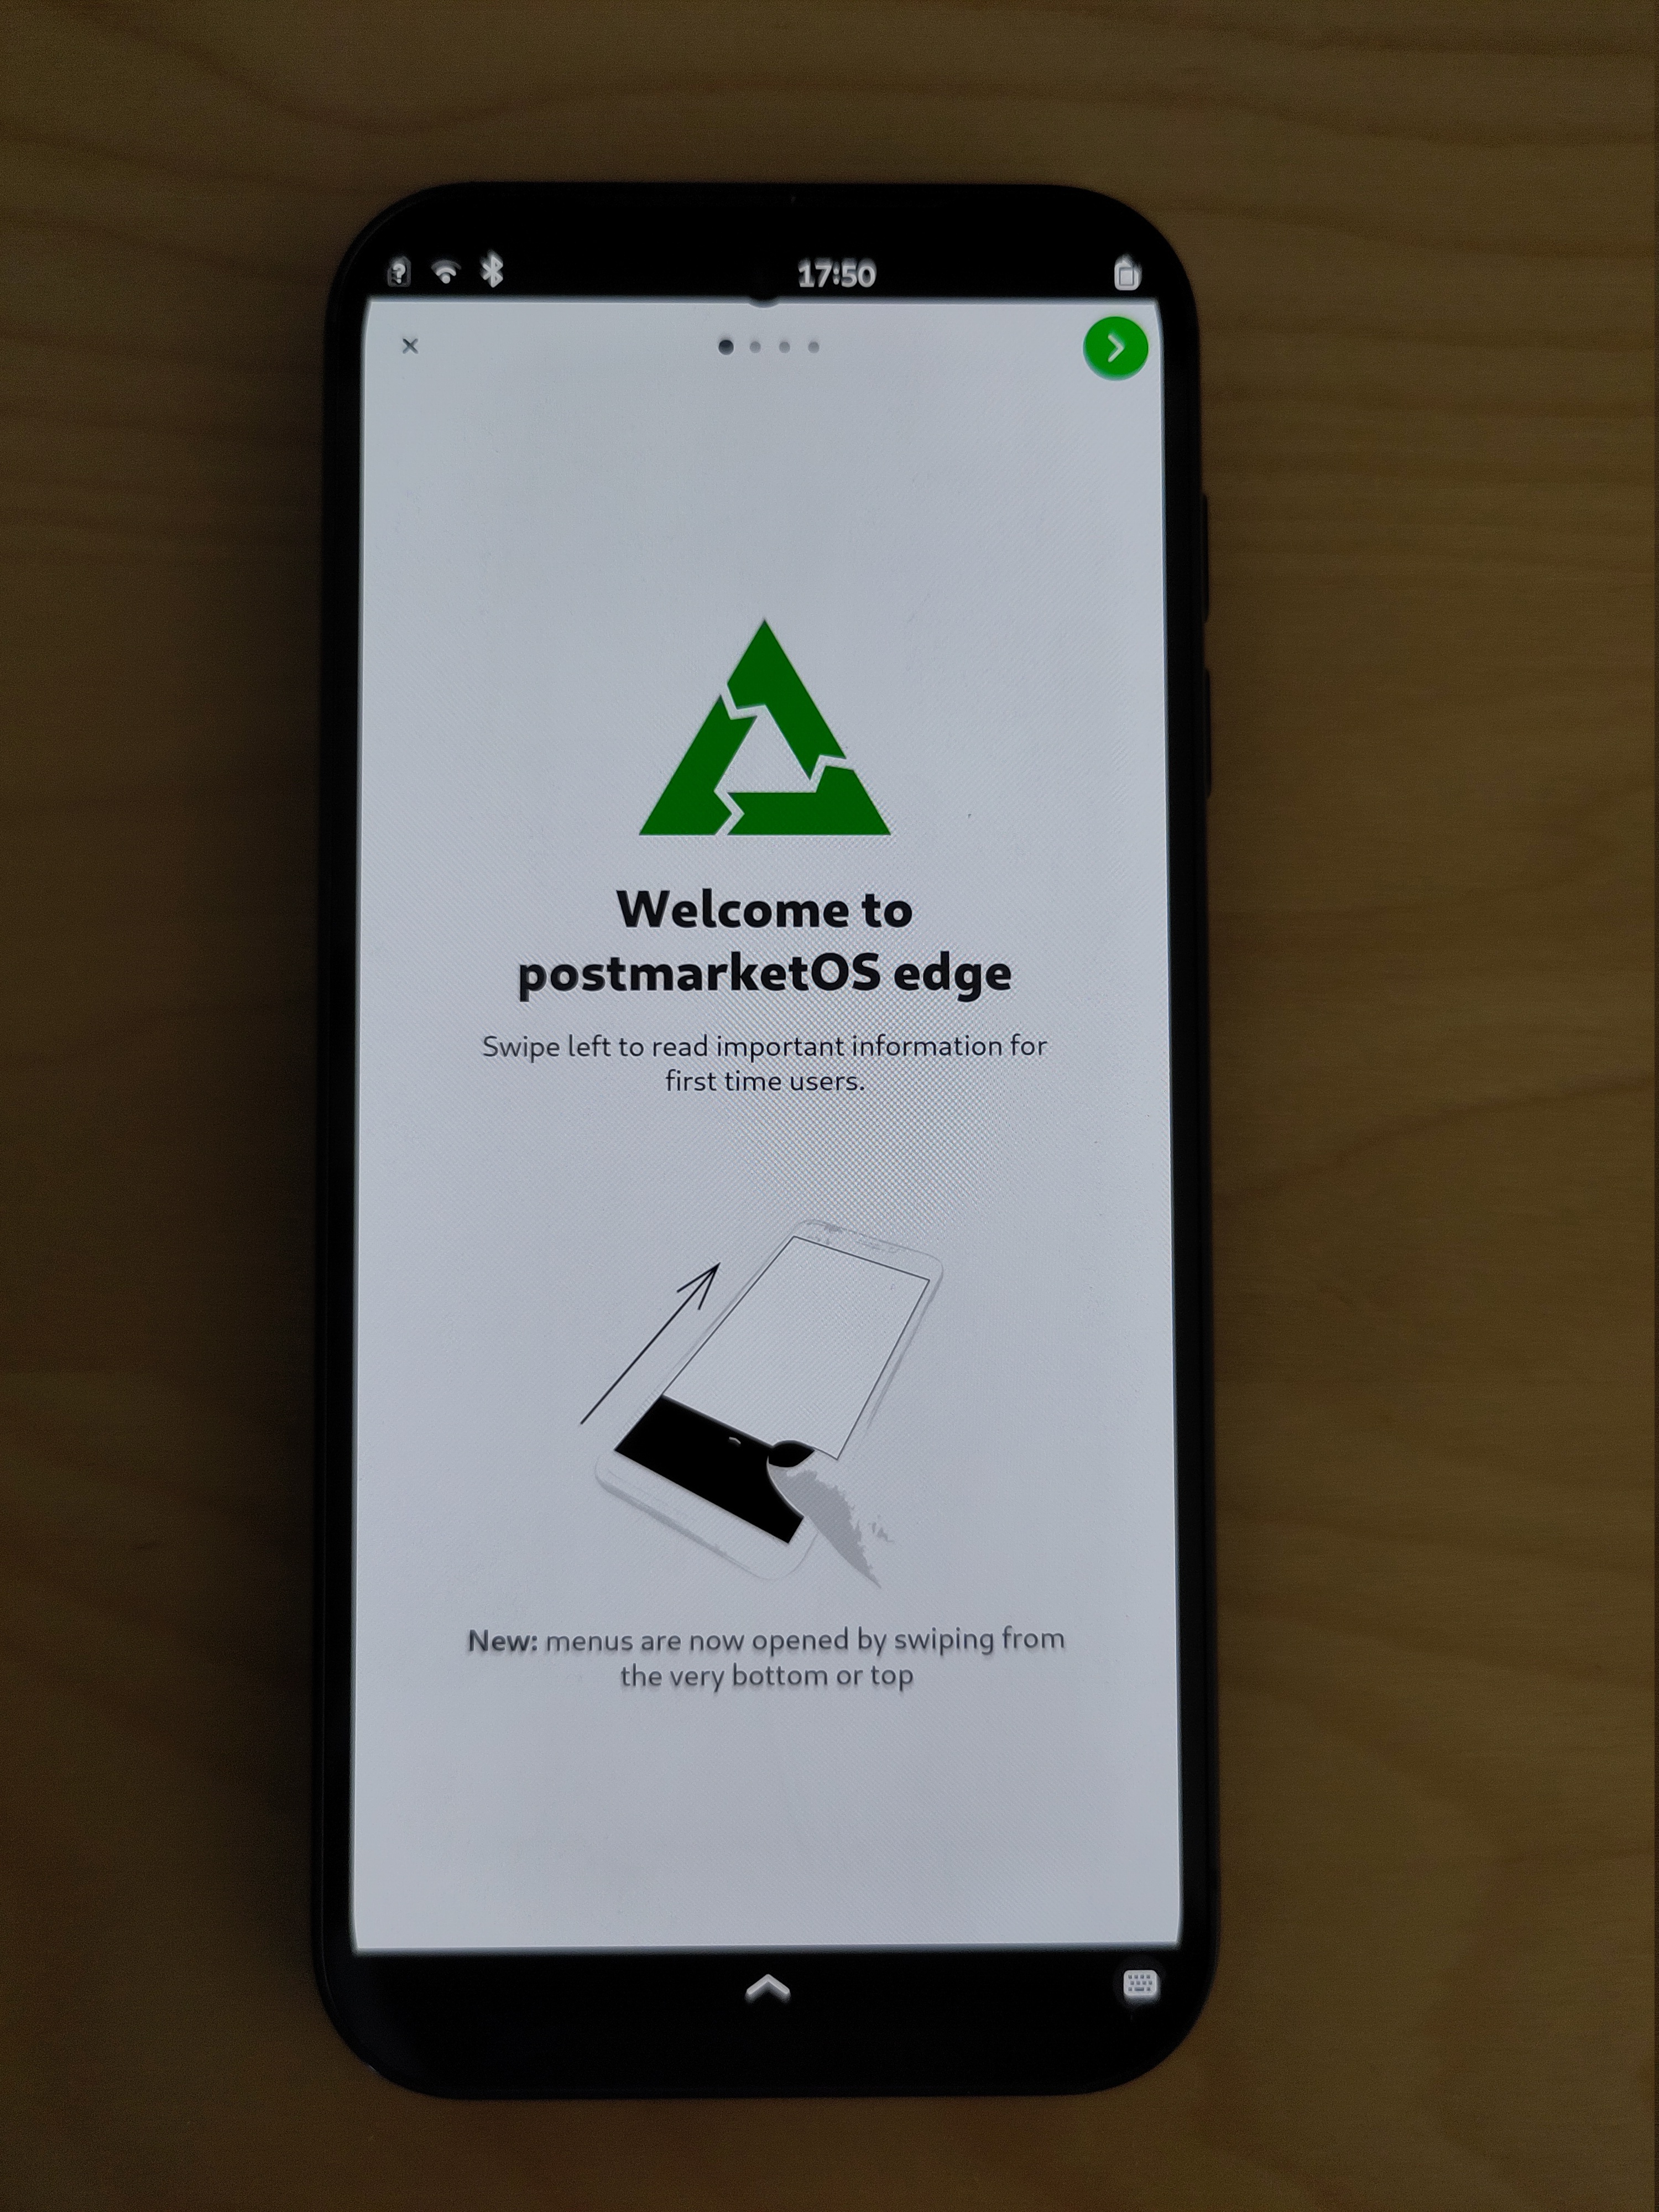 17:50
Welcome to
postmarketOS edge
Swipe left to read important information for
first time users.
New: menus are now opened by swiping from
the very bottom or top